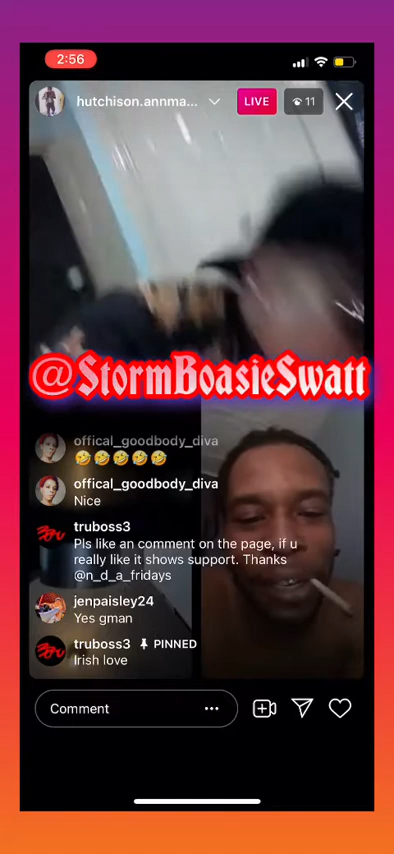 2:56
hutchison.annma...
LIVE
11
@StormBoasieSwatt
offical_goodbody_diva
🤣🤣🤣🤣🤣
offical_goodbody_diva
Nice
truboss3
Pls like an comment on the page, if u
really like it shows support. Thanks
@n_d_a_fridays
jenpaisley24
Yes gman
truboss3 PINNED
Irish love
Comment